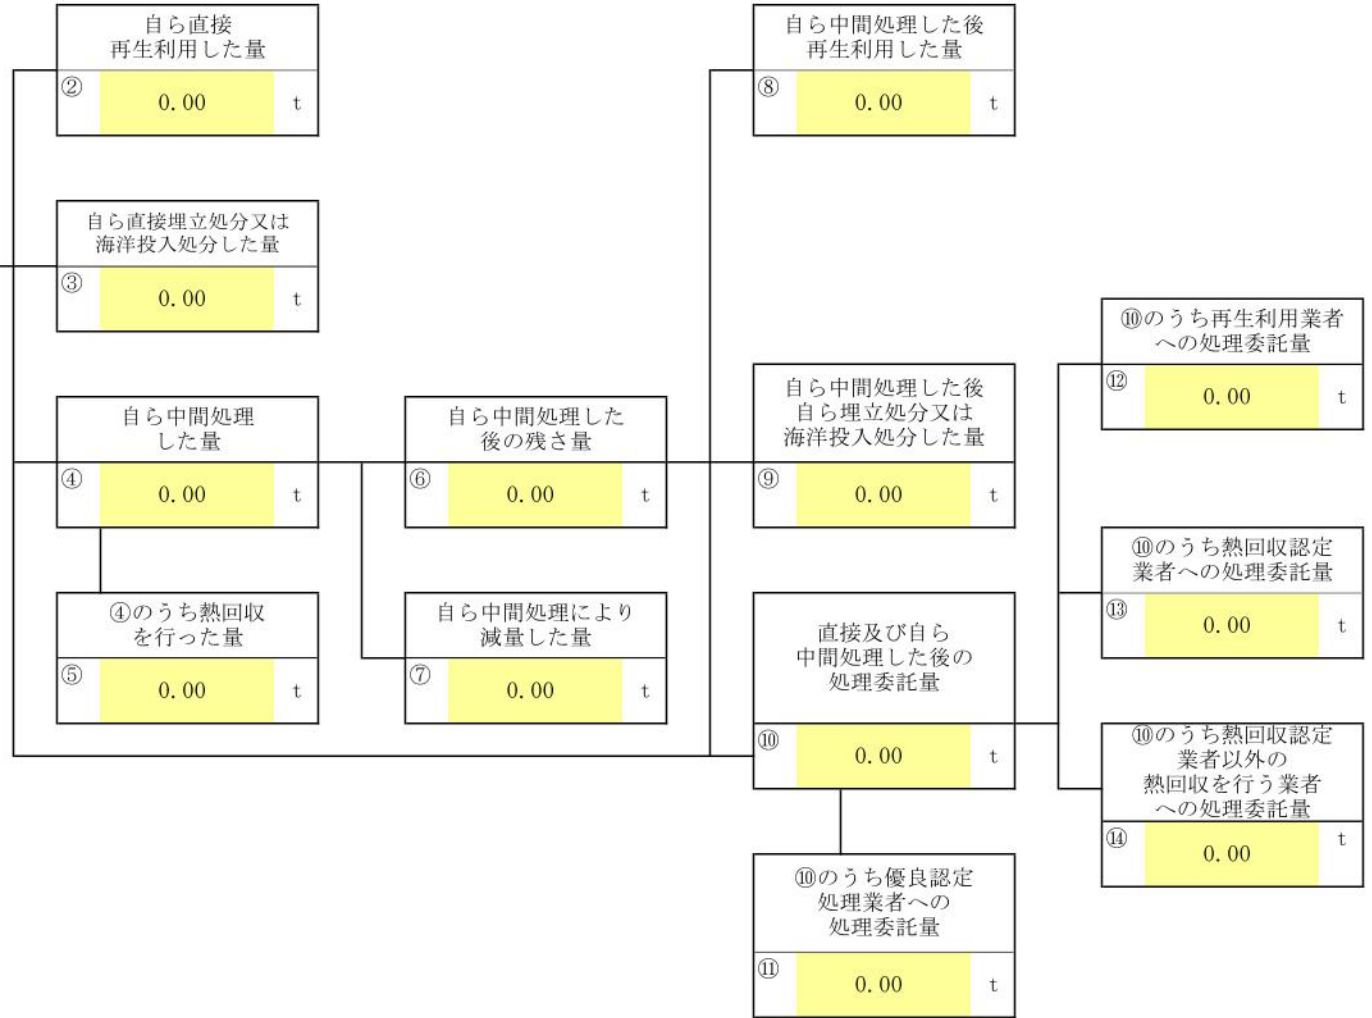 自ら直接
再生利用した量
② 0.00 t
自ら中間処理した後
再生利用した量
⑧ 0.00 t
自ら直接埋立処分又は
海洋投入処分した量
③ 0.00 t
⑩のうち再生利用業者
への処理委託量
⑫ 0.00 t
自ら中間処理
した量
④ 0.00 t
自ら中間処理した
後の残さ量
⑥ 0.00 t
自ら中間処理した後
自ら埋立処分又は
海洋投入処分した量
⑨ 0.00 t
⑩のうち熱回収認定
業者への処理委託量
⑬ 0.00 t
④のうち熱回収
を行った量
⑤ 0.00 t
自ら中間処理により
減量した量
⑦ 0.00 t
直接及び自ら
中間処理した後の
処理委託量
⑩ 0.00 t
⑩のうち熱回収認定
業者以外の
熱回収を行う業者
への処理委託量
⑭ 0.00 t
⑩のうち優良認定
処理業者への
処理委託量
⑪ 0.00 t